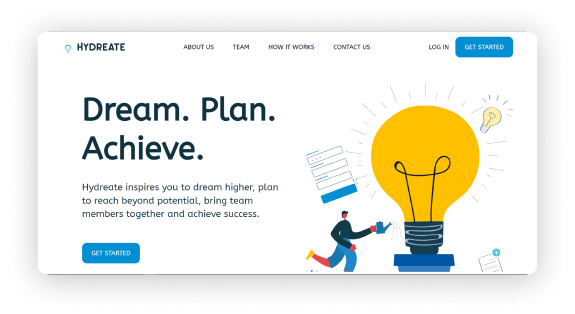 HYDREATE
ABOUT US
TEAM
HOW IT WORKS
CONTACT US
LOG IN
GET STARTED
Dream. Plan.
Achieve.
Hydreate inspires you to dream higher, plan
to reach beyond potential, bring team
members together and achieve success.
GET STARTED